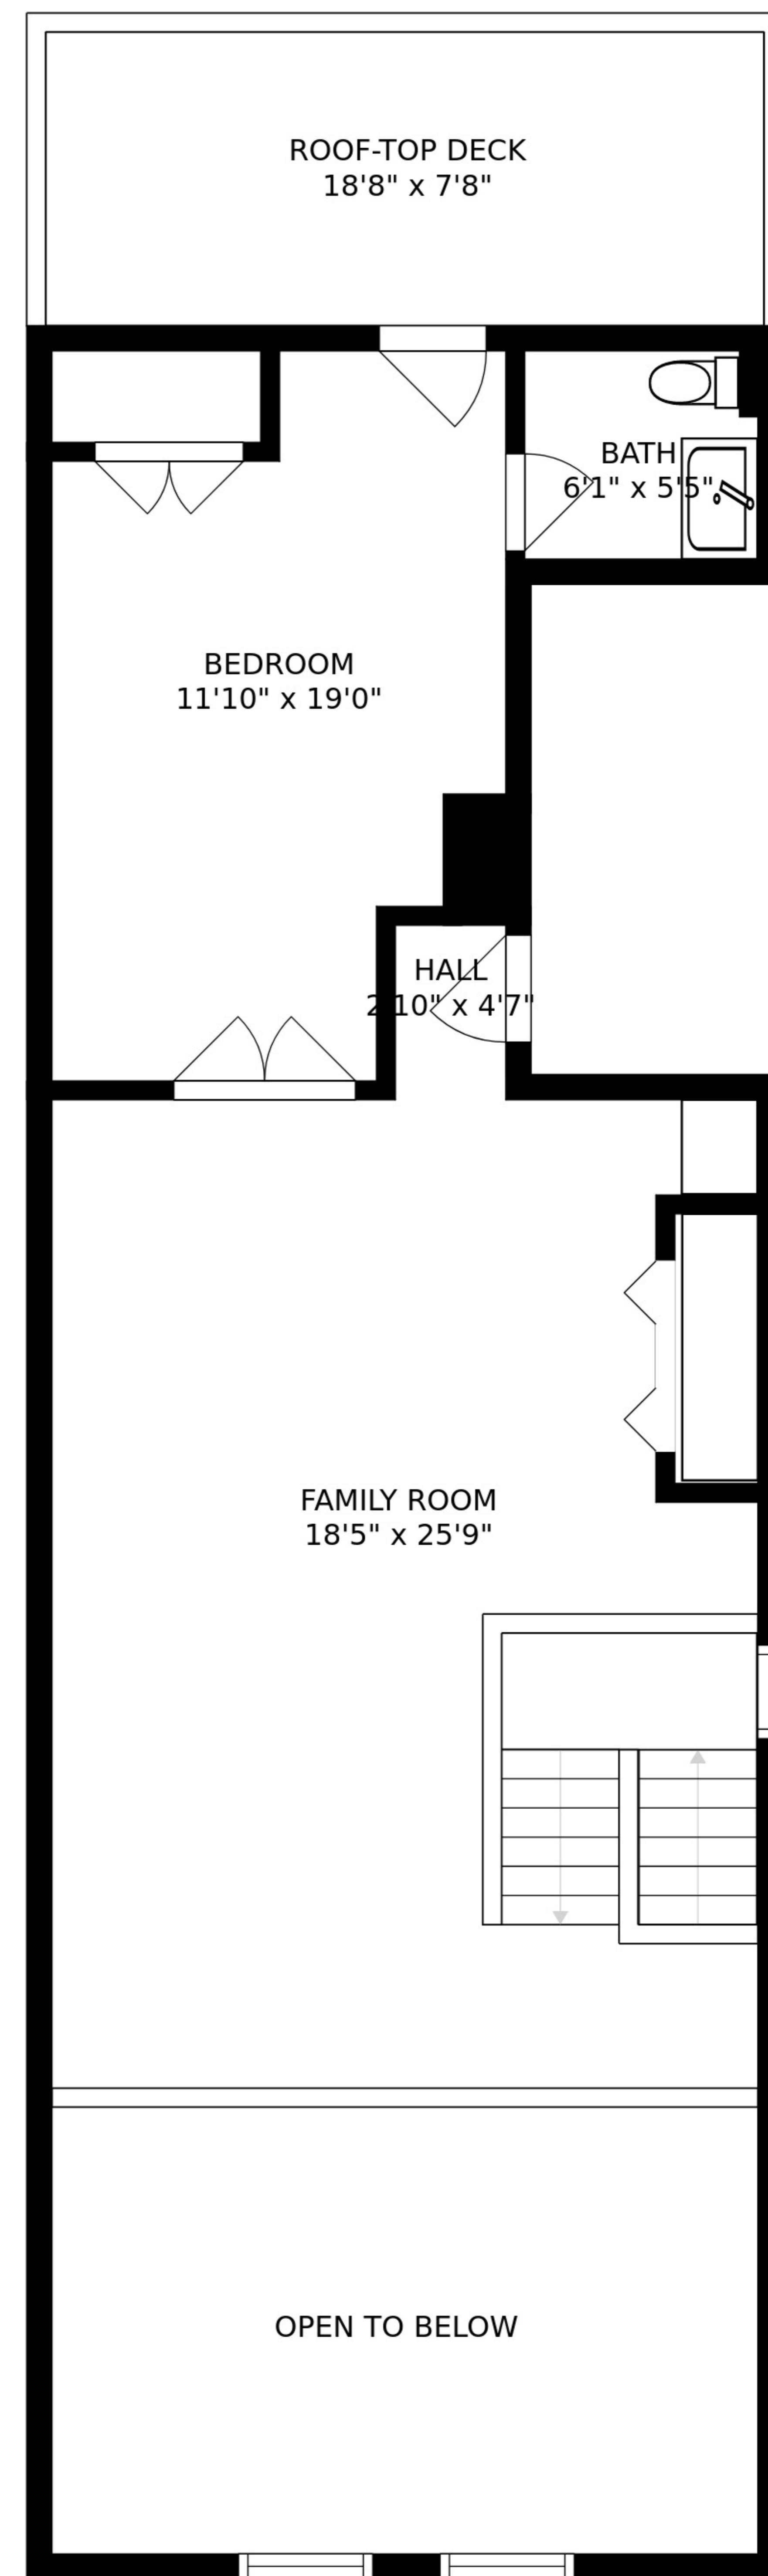 ROOF-TOP DECK
18'8" x 7'8"
BATH
6'1" x 5'5"
BEDROOM
11'10" x 19'0"
HALL
2'10" x 4'7"
FAMILY ROOM
18'5" x 25'9"
OPEN TO BELOW